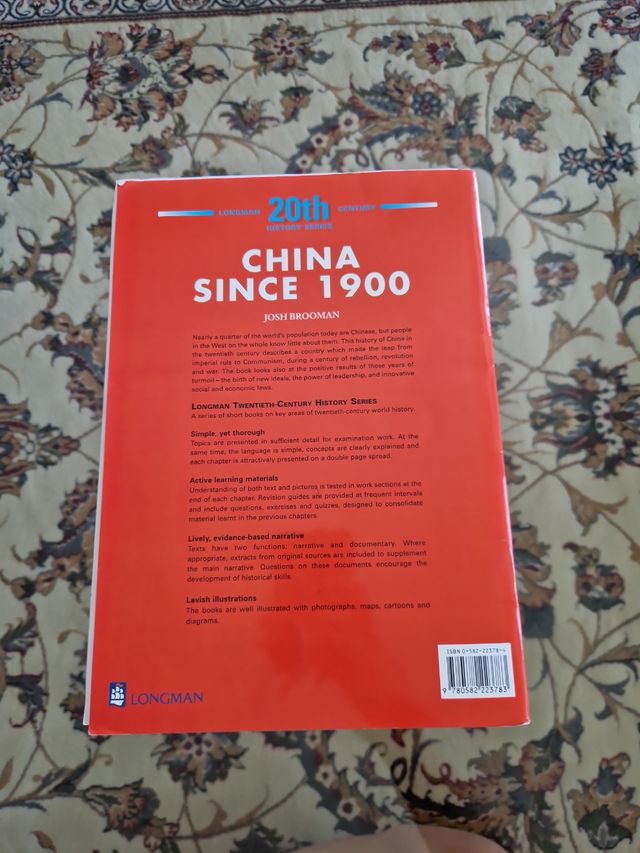 LONGMAN 20th CENTURY
HISTORY SERIES
CHINA
SINCE 1900
JOSH BROOMAN
Nearly a quarter of the world's population today are Chinese, but people
in the West on the whole know little about them. This history of China in
the twentieth century describes a country which made the leap from
imperial rule to Communism, during a century of rebellion, revolution
and war. The book looks also at the positive results of those years of
turmoil – the birth of new ideals, the power of leadership, and innovative
social and economic laws.
LONGMAN TWENTIETH-CENTURY HISTORY SERIES
A series of short books on key areas of twentieth-century world history.
Simple, yet thorough
Topics are presented in sufficient detail for examination work. At the
same time, the language is simple, concepts are clearly explained and
each chapter is attractively presented on a double page spread.
Active learning materials
Understanding of both text and pictures is tested in work sections at the
end of each chapter. Revision guides are provided at frequent intervals
and include questions, exercises and quizzes, designed to consolidate
material learnt in the previous chapters.
Lively, evidence-based narrative
Texts have two functions; narrative and documentary. Where
appropriate, extracts from original sources are included to supplement
the main narrative. Questions on these documents encourage the
development of historical skills.
Lavish illustrations
The books are well illustrated with photographs, maps, cartoons and
diagrams.
ISBN 0-582-22378-4
9 780582 223783
LONGMAN